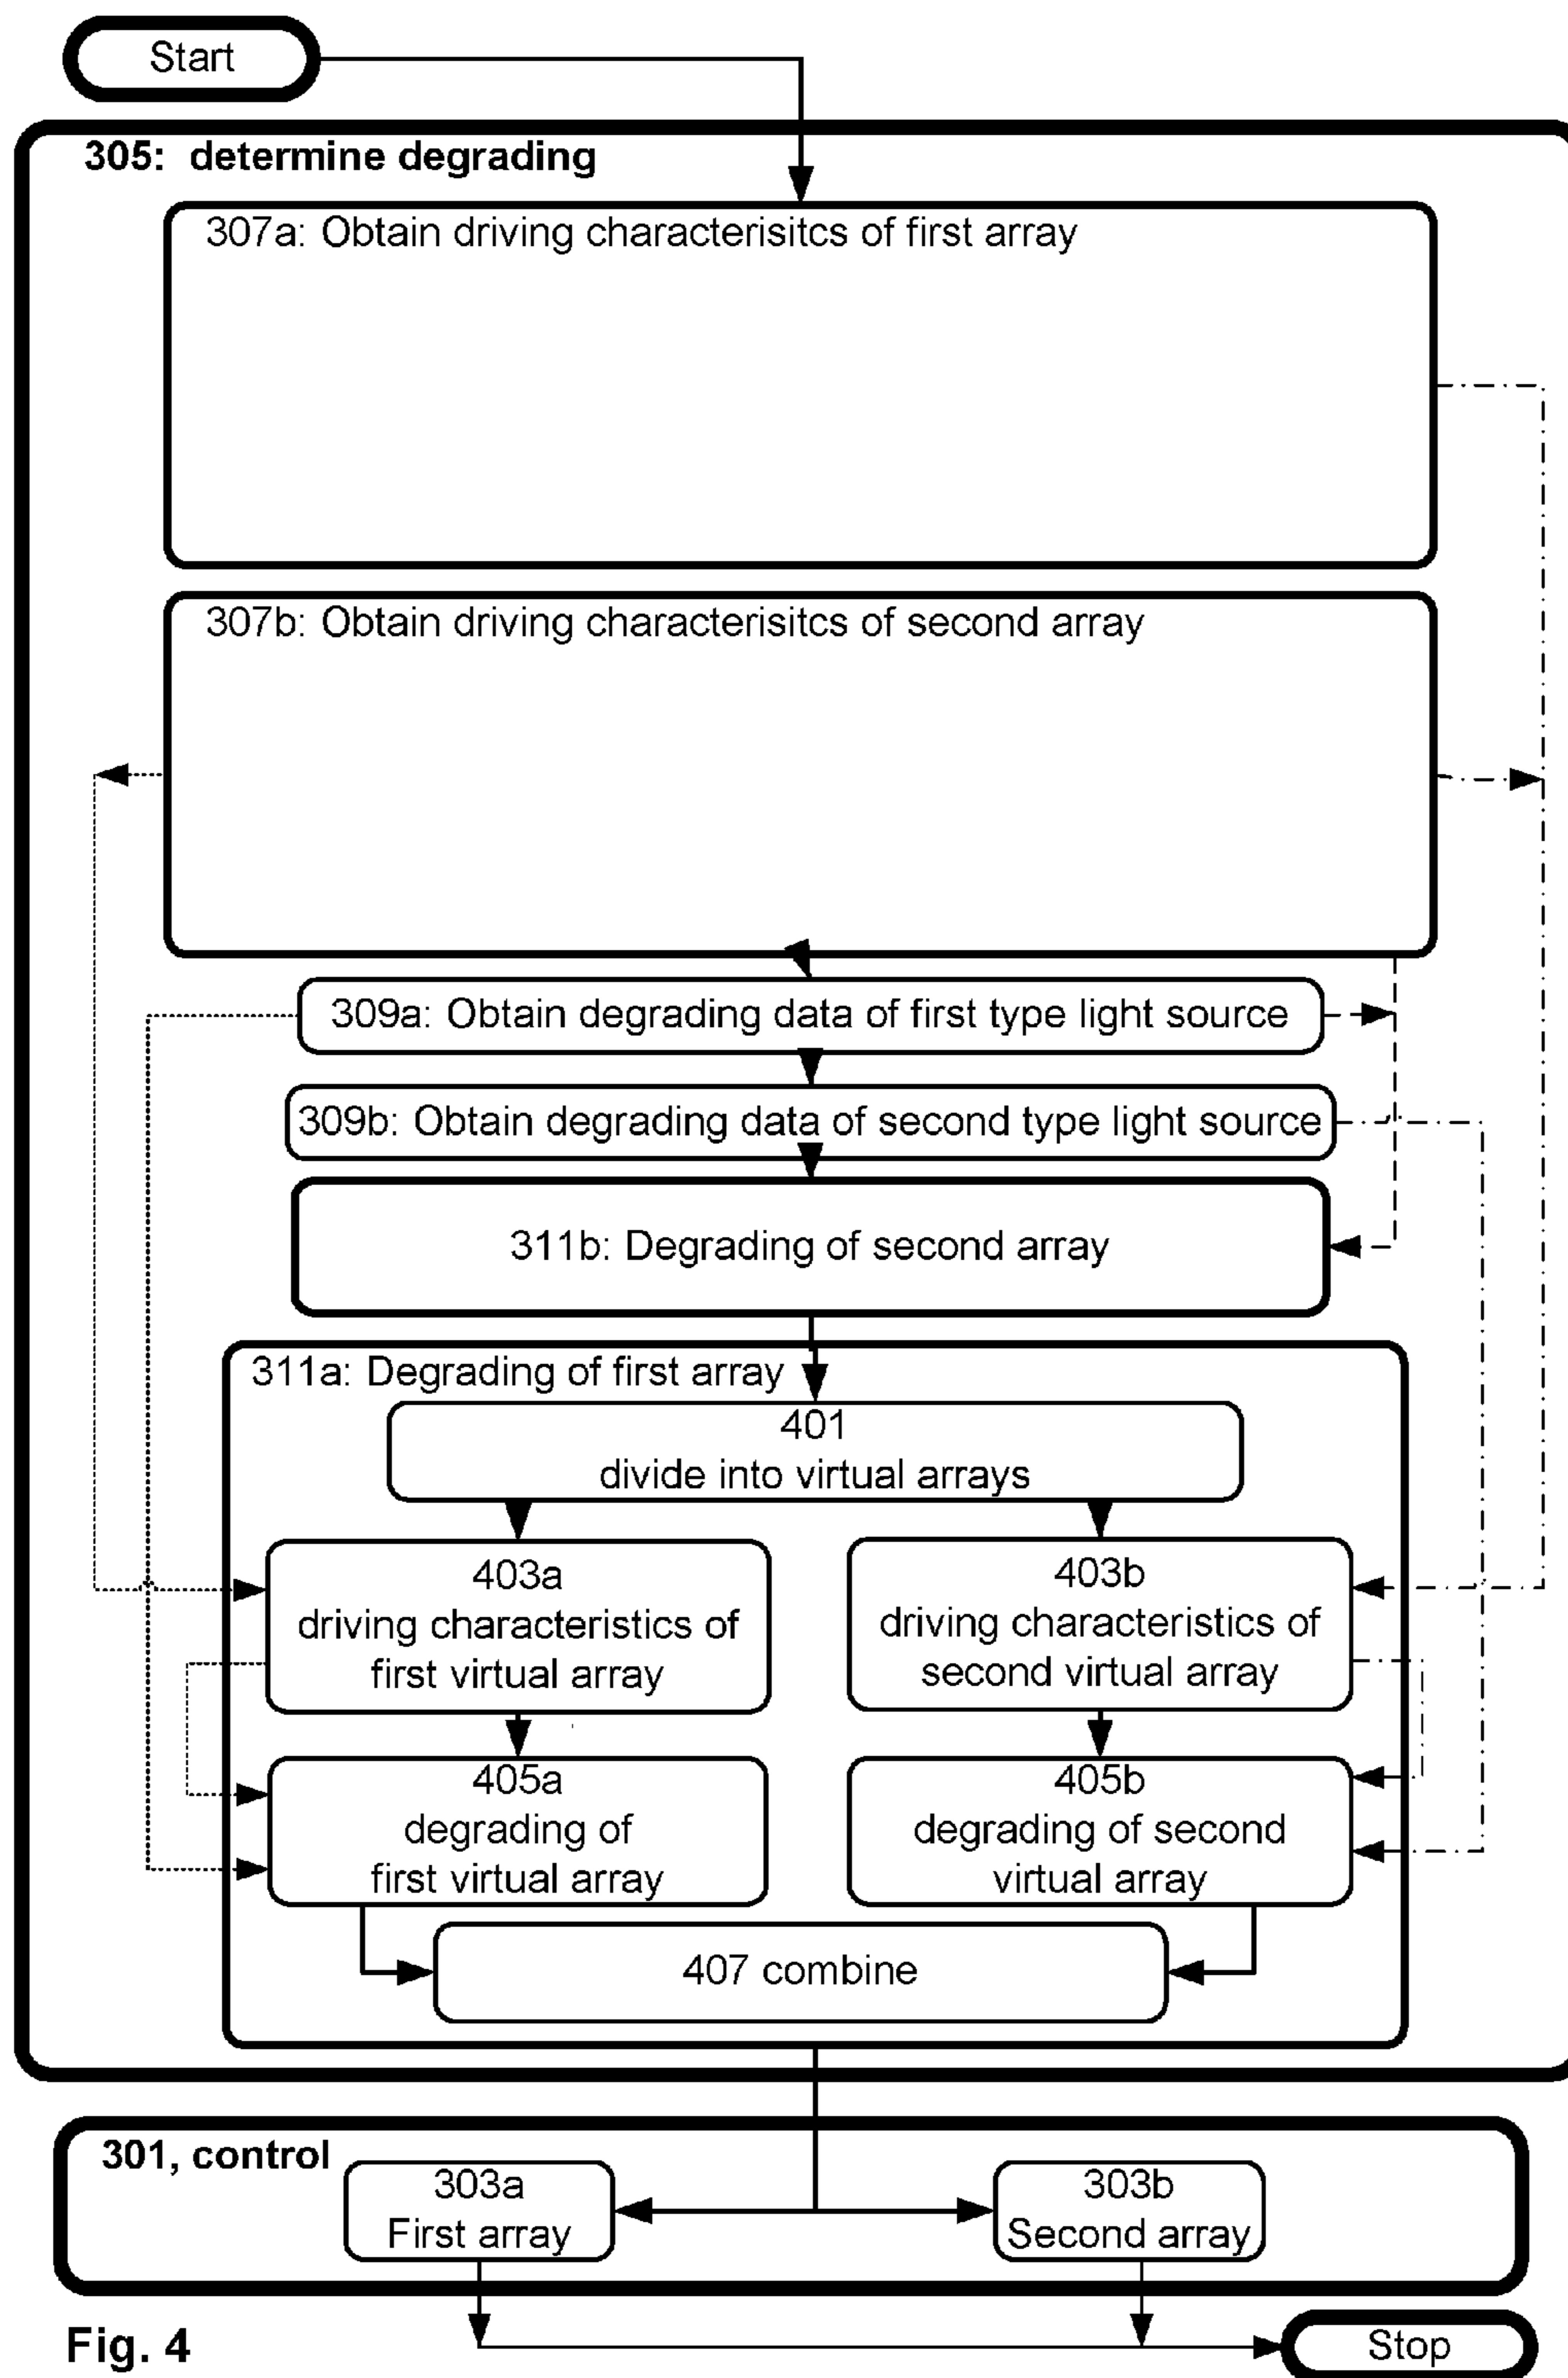 Start
305: determine degrading
307a: Obtain driving characterisitcs of first array
307b: Obtain driving characterisitcs of second array
309a: Obtain degrading data of first type light source
309b: Obtain degrading data of second type light source
311b: Degrading of second array
311a: Degrading of first array
401
divide into virtual arrays
403a
driving characteristics of
first virtual array
403b
driving characteristics of
second virtual array
405a
degrading of
first virtual array
405b
degrading of second
virtual array
407 combine
301, control
303a
First array
303b
Second array
Fig. 4
Stop